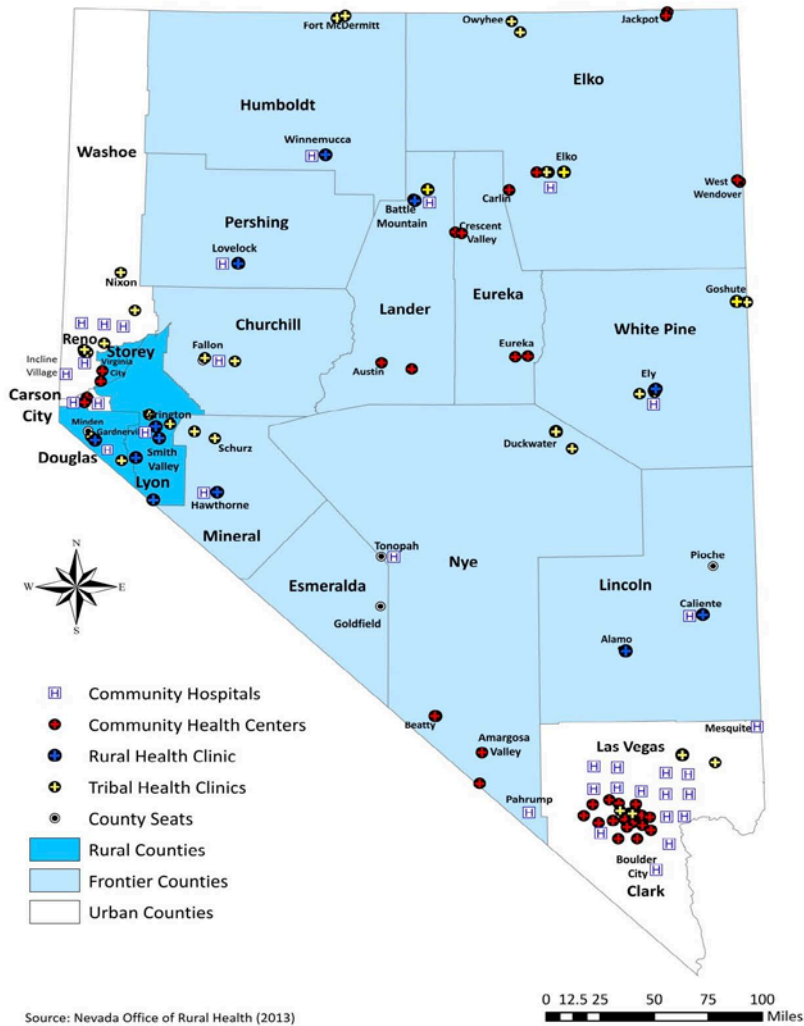 Fort McDermitt
Owyhee
Jackpot
Elko
Humboldt
Washoe
Winnemucca
Elko
Carlin
West
Wendover
Battle
Mountain
Pershing
Crescent
Valley
Lovelock
Nixon
Goshute
Lander
Eureka
Churchill
White Pine
Reno
Storey
Fallon
Eureka
Incline
Village
Virginia
City
Austin
Ely
Carson
City
Minden
Gardnervil
Yerington
Duckwater
Schurz
Smith
Valley
Douglas
Lyon
Hawthorne
Mineral
N
W
E
S
Tonopah
Nye
Pioche
Esmeralda
Lincoln
Caliente
Goldfield
Alamo
H Community Hospitals
Community Health Centers
Rural Health Clinic
Tribal Health Clinics
County Seats
Rural Counties
Frontier Counties
Urban Counties
Beatty
Amargosa
Valley
Mesquite
Las Vegas
Pahrump
Boulder
City
Clark
Source: Nevada Office of Rural Health (2013)
0 12.5 25 50 75 100
Miles